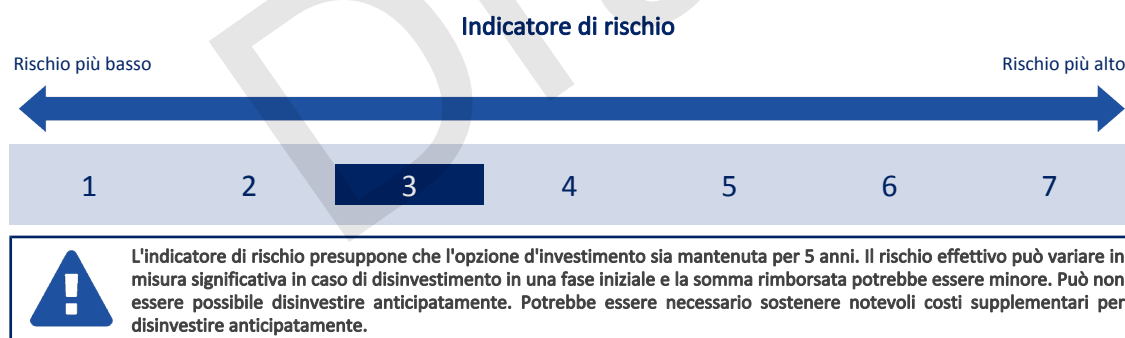 Indicatore di rischio
Rischio più basso
Rischio più alto
1 2 3 4 5 6 7
L'indicatore di rischio presuppone che l'opzione d'investimento sia mantenuta per 5 anni. Il rischio effettivo può variare in
misura significativa in caso di disinvestimento in una fase iniziale e la somma rimborsata potrebbe essere minore. Può non
essere possibile disinvestire anticipatamente. Potrebbe essere necessario sostenere notevoli costi supplementari per
disinvestire anticipatamente.